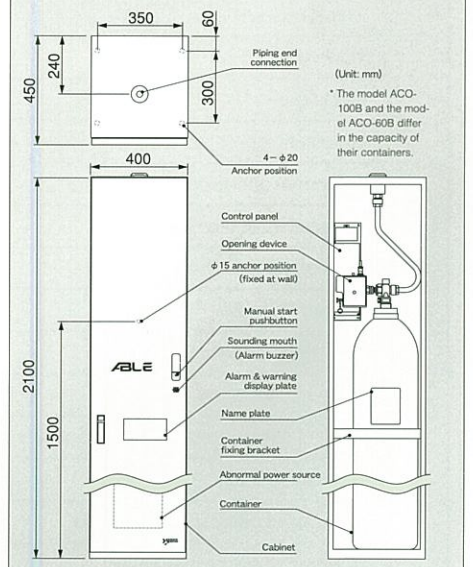 350
60
240
450
300
Piping end
connection
(Unit: mm)
* The model ACO-
100B and the mod-
el ACO-60B differ
in the capacity of
their containers.
4-φ20
Anchor position
400
Control panel
Opening device
φ15 anchor position
(fixed at wall)
Manual start
pushbutton
Sounding mouth
(Alarm buzzer)
ABLE
Alarm & warning
display plate
2100
1500
Name plate
Container
fixing bracket
Abnormal power source
Container
Cabinet